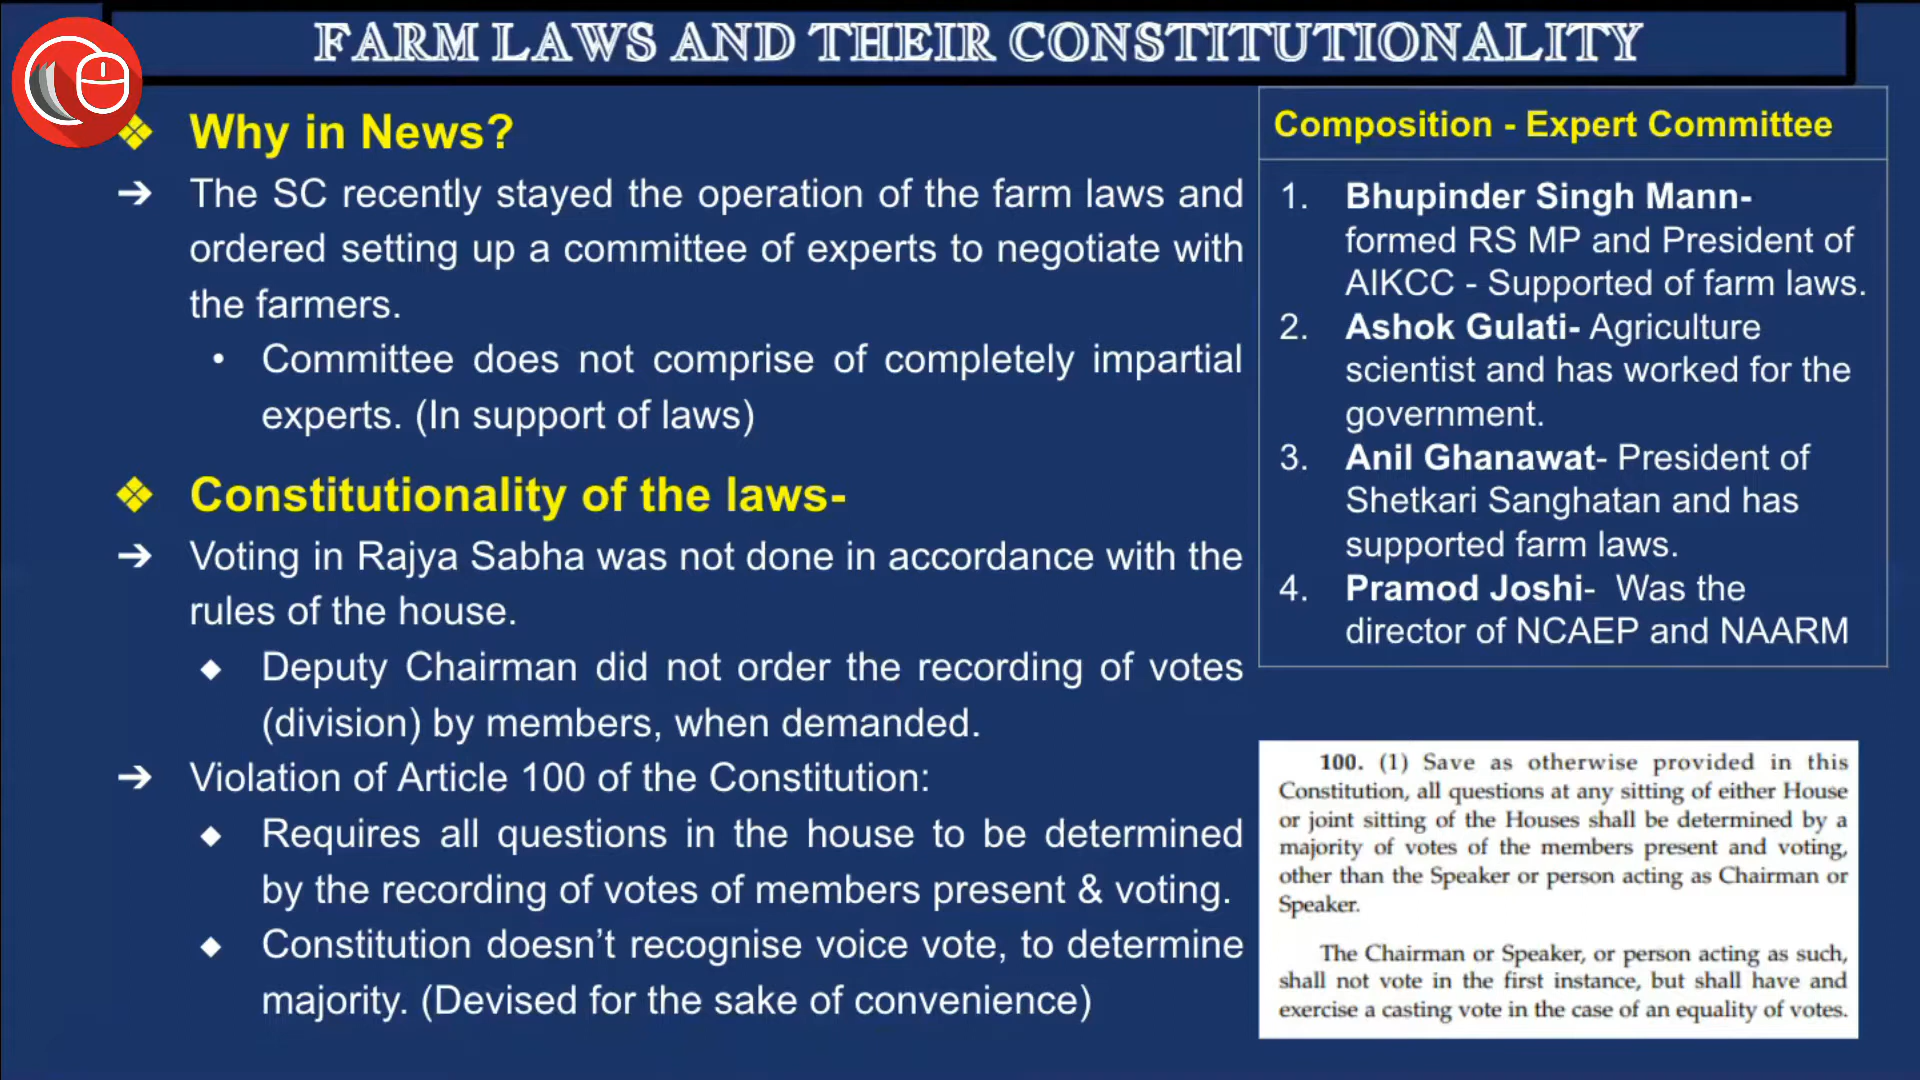 FARM LAWS AND THEIR CONSTITUTIONALITY
❖ Why in News?
➔ The SC recently stayed the operation of the farm laws and
ordered setting up a committee of experts to negotiate with
the farmers.
• Committee does not comprise of completely impartial
experts. (In support of laws)
❖ Constitutionality of the laws-
➔ Voting in Rajya Sabha was not done in accordance with the
rules of the house.
◆ Deputy Chairman did not order the recording of votes
(division) by members, when demanded.
➔ Violation of Article 100 of the Constitution:
◆ Requires all questions in the house to be determined
by the recording of votes of members present & voting.
◆ Constitution doesn’t recognise voice vote, to determine
majority. (Devised for the sake of convenience)
Composition - Expert Committee
1. Bhupinder Singh Mann-
formed RS MP and President of
AIKCC - Supported of farm laws.
2. Ashok Gulati- Agriculture
scientist and has worked for the
government.
3. Anil Ghanawat- President of
Shetkari Sanghatan and has
supported farm laws.
4. Pramod Joshi- Was the
director of NCAEP and NAARM
100. (1) Save as otherwise provided in this
Constitution, all questions at any sitting of either House
or joint sitting of the Houses shall be determined by a
majority of votes of the members present and voting,
other than the Speaker or person acting as Chairman or
Speaker.
The Chairman or Speaker, or person acting as such,
shall not vote in the first instance, but shall have and
exercise a casting vote in the case of an equality of votes.